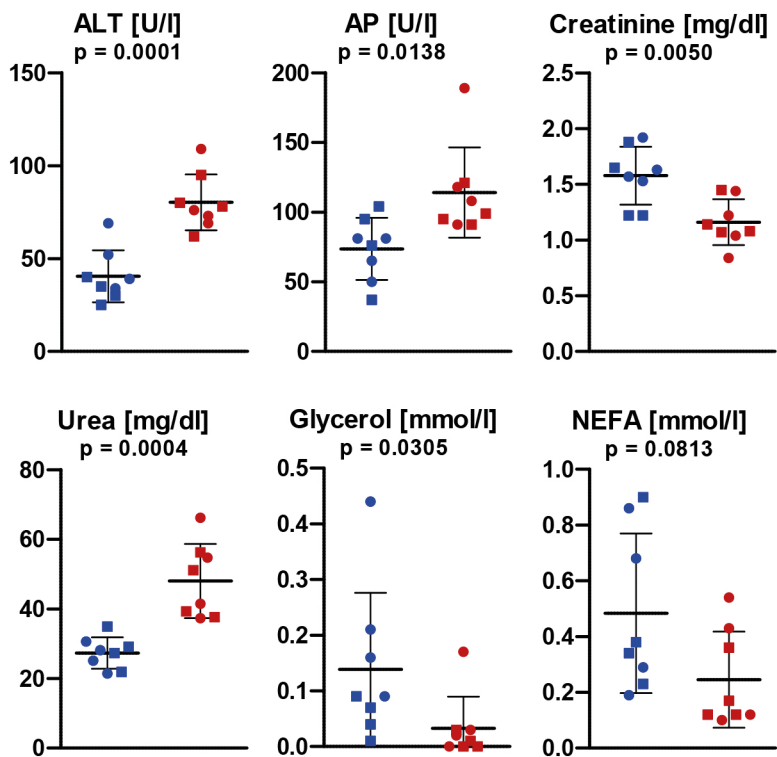 ALT [U/l]
p = 0.0001
150
100
50
0
AP [U/l]
p = 0.0138
200
150
100
50
0
Creatinine [mg/dl]
p = 0.0050
2.5
2.0
1.5
1.0
0.5
0.0
Urea [mg/dl]
p = 0.0004
80
60
40
20
0
Glycerol [mmol/l]
p = 0.0305
0.5
0.4
0.3
0.2
0.1
0.0
NEFA [mmol/l]
p = 0.0813
1.0
0.8
0.6
0.4
0.2
0.0